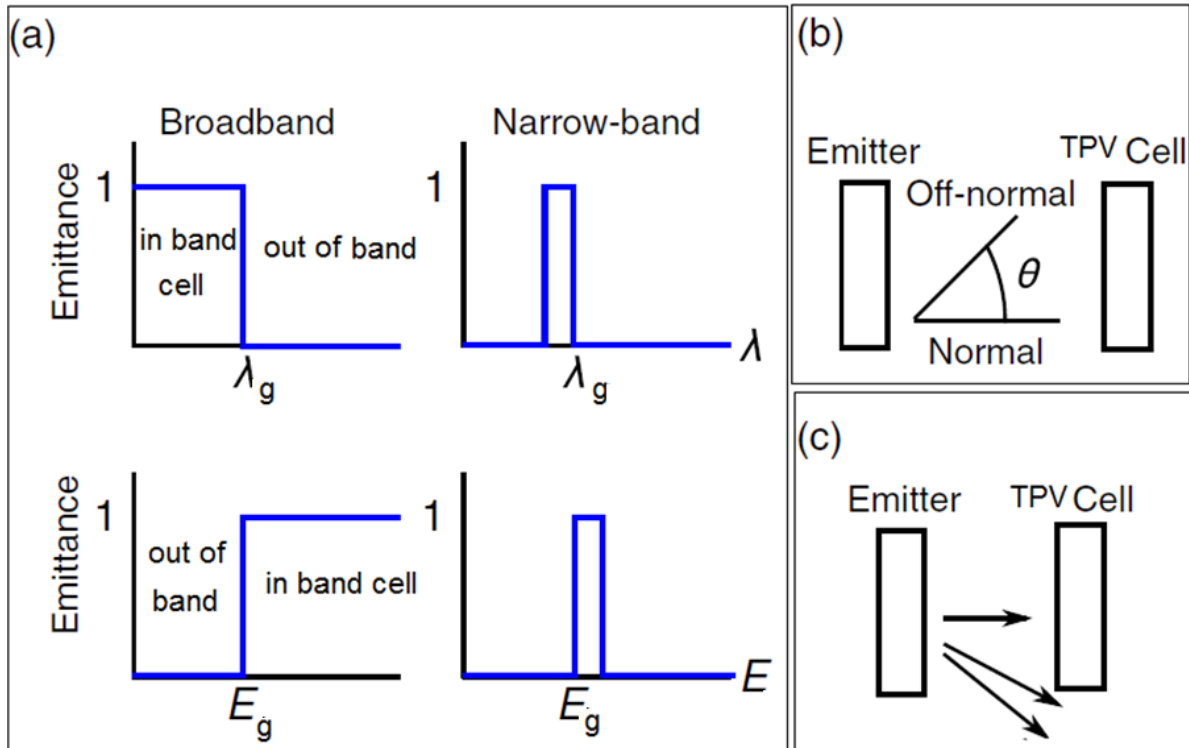 (a)
Broadband
Narrow-band
Emittance
1
in band
cell
out of band
λg
1
λg
λ
Emittance
1
out of
band
in band cell
Eg
1
Eg
E
(b)
Emitter
TPV Cell
Off-normal
θ
Normal
(c)
Emitter
TPV Cell